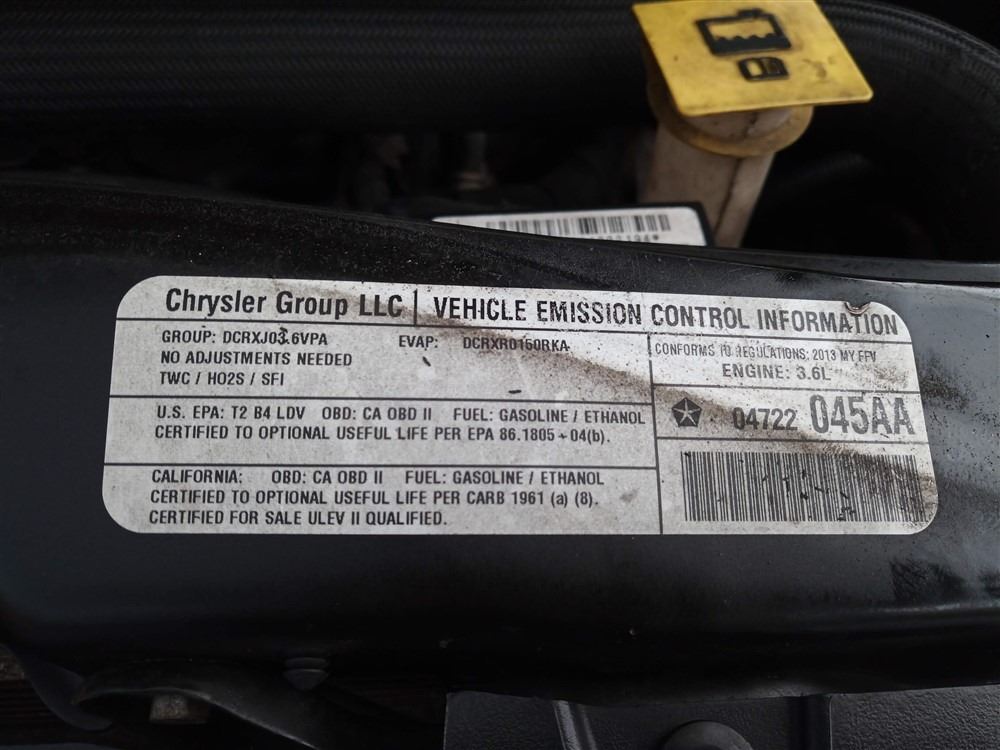 Chrysler Group LLC | VEHICLE EMISSION CONTROL INFORMATION
GROUP: DCRXJ03.6VPA EVAP: DCRXR0150RKA
NO ADJUSTMENTS NEEDED
TWC / HO2S / SFI
CONFORMS TO REGULATIONS: 2013 MY FFV
ENGINE: 3.6L
U.S. EPA: T2 B4 LDV OBD: CA OBD II FUEL: GASOLINE / ETHANOL
CERTIFIED TO OPTIONAL USEFUL LIFE PER EPA 86.1805-04(b).
04722 045AA
CALIFORNIA: OBD: CA OBD II FUEL: GASOLINE / ETHANOL
CERTIFIED TO OPTIONAL USEFUL LIFE PER CARB 1961 (a) (8).
CERTIFIED FOR SALE ULEV II QUALIFIED.